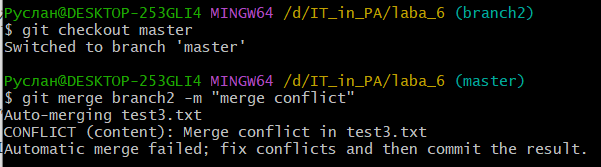 Руслан@DESKTOP-253GLI4 MINGW64 /d/IT_in_PA/laba_6 (branch2)
$ git checkout master
Switched to branch 'master'
Руслан@DESKTOP-253GLI4 MINGW64 /d/IT_in_PA/laba_6 (master)
$ git merge branch2 -m "merge conflict"
Auto-merging test3.txt
CONFLICT (content): Merge conflict in test3.txt
Automatic merge failed; fix conflicts and then commit the result.